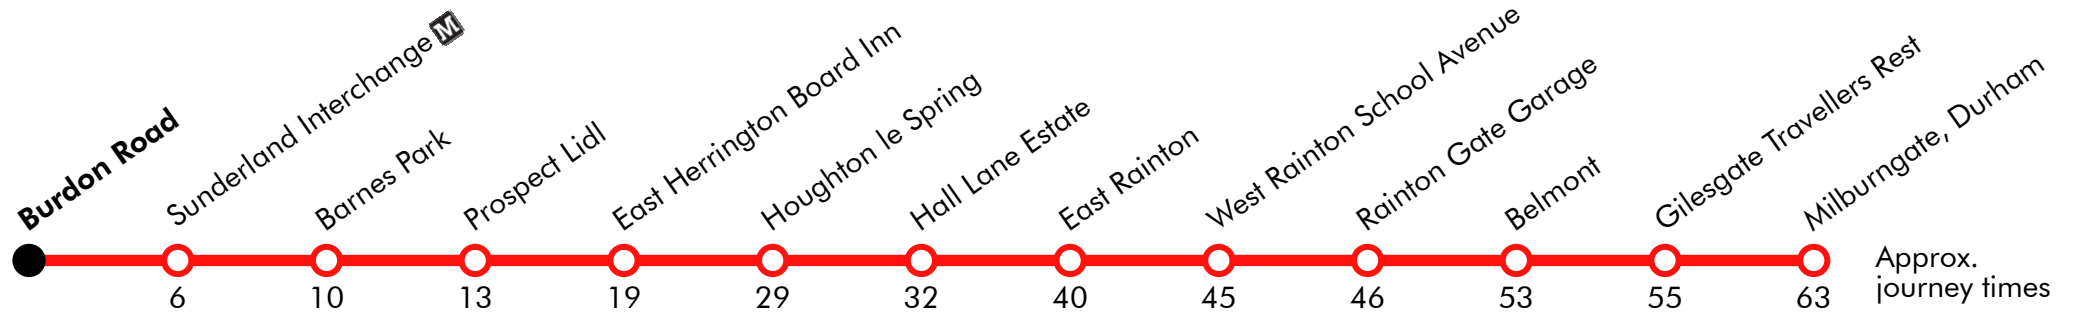 Burdon Road
Sunderland Interchange M
Barnes Park
Prospect Lidl
East Herrington Board Inn
Houghton le Spring
Hall Lane Estate
East Rainton
West Rainton School Avenue
Rainton Gate Garage
Belmont
Gilesgate Travellers Rest
Milburngate, Durham
6 10 13 19 29 32 40 45 46 53 55 63
Approx.
journey times